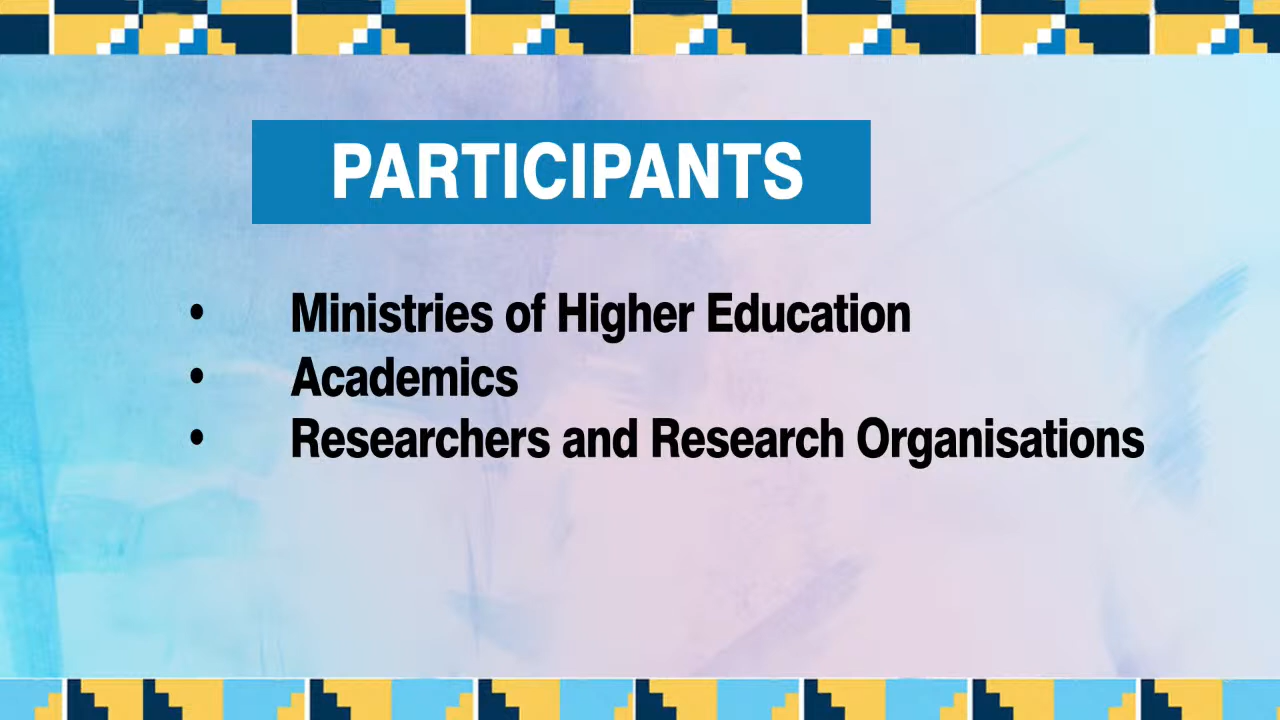 PARTICIPANTS
• Ministries of Higher Education
• Academics
• Researchers and Research Organisations